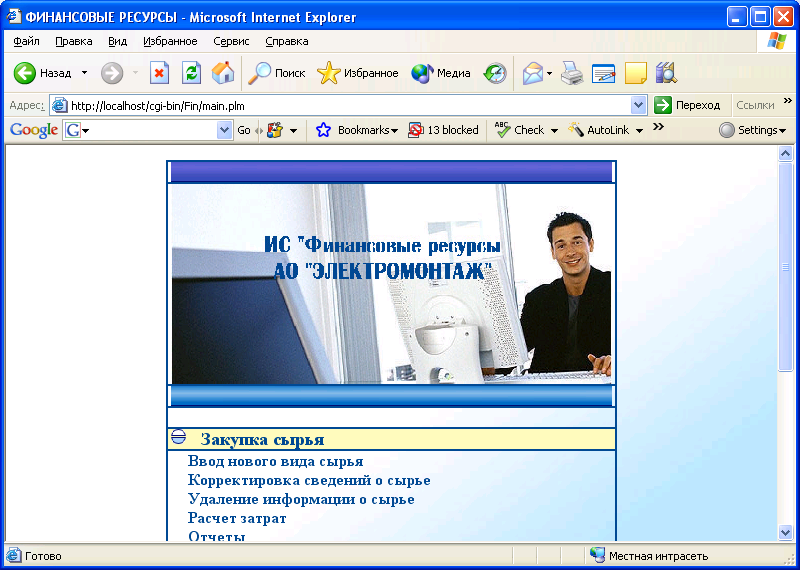 ФИНАНСОВЫЕ РЕСУРСЫ - Microsoft Internet Explorer
Файл Правка Вид Избранное Сервис Справка
Назад Поиск Избранное Медиа
Адрес: http://localhost/cgi-bin/Fin/main.plm Переход Ссылки »
Google G Go Bookmarks 13 blocked ABC Check AutoLink » Settings
ИС "Финансовые ресурсы
АО "ЭЛЕКТРОМОНТАЖ"
Закупка сырья
Ввод нового вида сырья
Корректировка сведений о сырье
Удаление информации о сырье
Расчет затрат
Отчеты
Готово Местная интрасеть